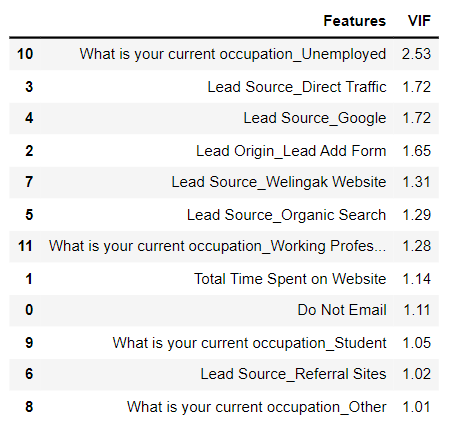 Features VIF
10 What is your current occupation_Unemployed 2.53
3 Lead Source_Direct Traffic 1.72
4 Lead Source_Google 1.72
2 Lead Origin_Lead Add Form 1.65
7 Lead Source_Welingak Website 1.31
5 Lead Source_Organic Search 1.29
11 What is your current occupation_Working Profes... 1.28
1 Total Time Spent on Website 1.14
0 Do Not Email 1.11
9 What is your current occupation_Student 1.05
6 Lead Source_Referral Sites 1.02
8 What is your current occupation_Other 1.01